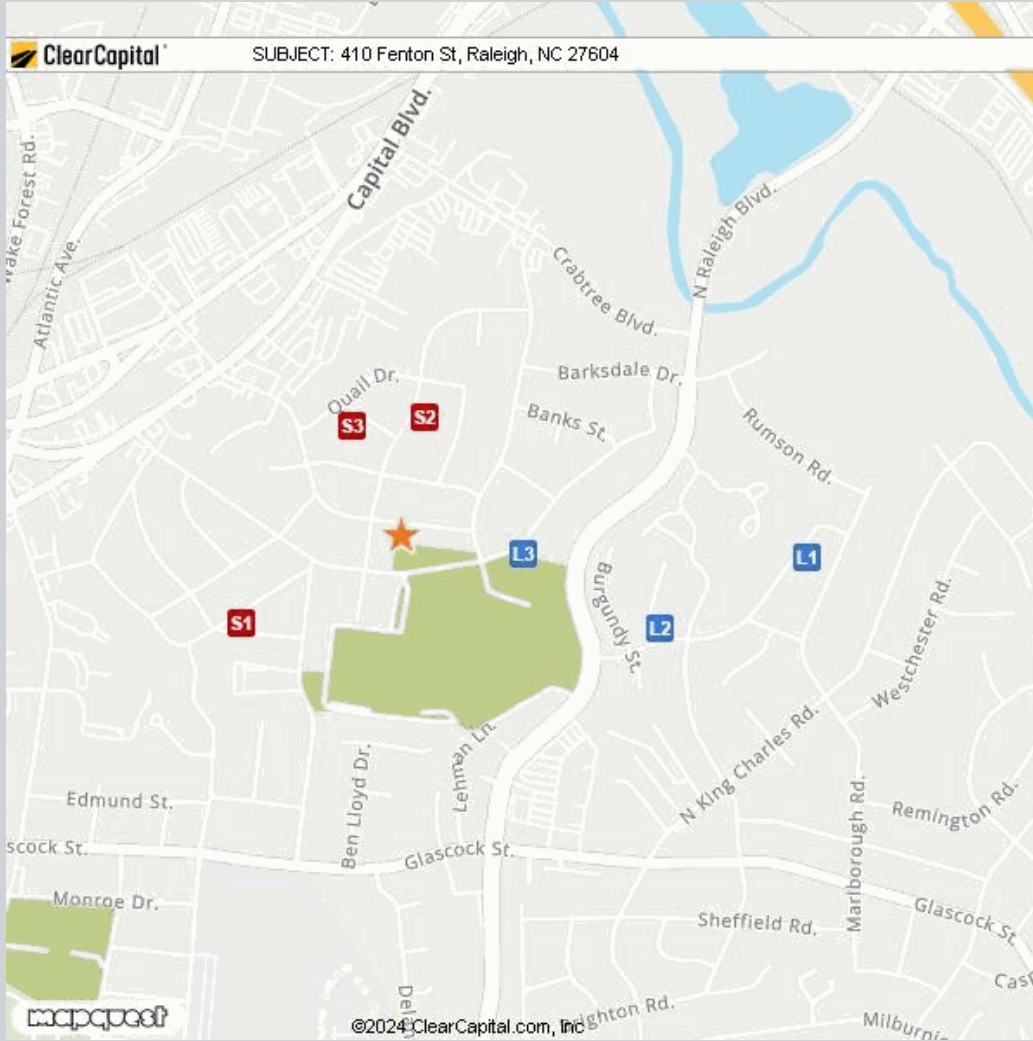 ClearCapital
SUBJECT: 410 Fenton St, Raleigh, NC 27604
Capital Blvd.
Wake Forest Rd.
Atlantic Ave.
N Raleigh Blvd.
Crabtree Blvd.
Barksdale Dr.
Quail Dr.
Banks St.
Rumson Rd.
S3
S2
L3
L1
Burgundy St.
L2
S1
Westchester Rd.
N King Charles Rd.
Lehman Ln.
Ben Lloyd Dr.
Edmund St.
Marlborough Rd.
Remington Rd.
scock St.
Glascock St.
Monroe Dr.
Glascock St.
Sheffield Rd.
mapquest
©2024 ClearCapital.com, Inc